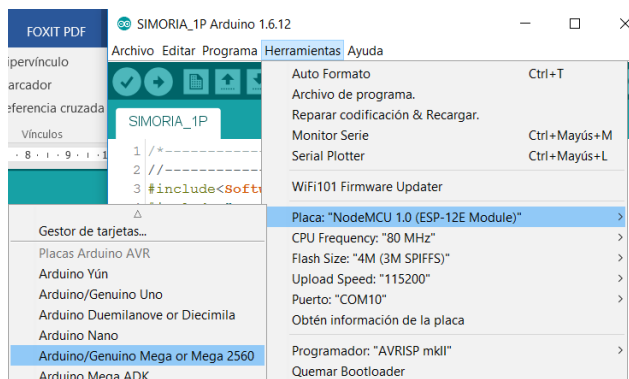 FOXIT PDF
ipervínculo
arcador
eferencia cruzada
Vínculos
· 8 · ı · 9 · ı · 1
SIMORIA_1P Arduino 1.6.12
Archivo Editar Programa Herramientas Ayuda
SIMORIA_1P
1 /*-----------
2 //-----------
3 #include<Softw
Auto Formato Ctrl+T
Archivo de programa.
Reparar codificación & Recargar.
Monitor Serie Ctrl+Mayús+M
Serial Plotter Ctrl+Mayús+L
WiFi101 Firmware Updater
Placa: "NodeMCU 1.0 (ESP-12E Module)"
CPU Frequency: "80 MHz"
Flash Size: "4M (3M SPIFFS)"
Upload Speed: "115200"
Puerto: "COM10"
Obtén información de la placa
Programador: "AVRISP mkII"
Quemar Bootloader
Gestor de tarjetas...
Placas Arduino AVR
Arduino Yún
Arduino/Genuino Uno
Arduino Duemilanove or Diecimila
Arduino Nano
Arduino/Genuino Mega or Mega 2560
Arduino Mega ADK